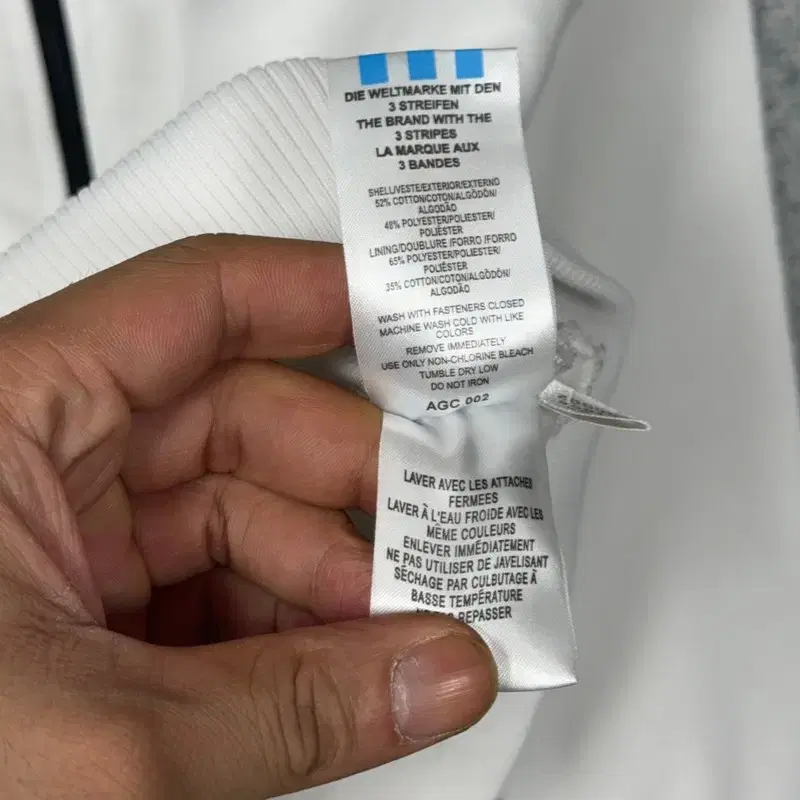 DIE WELTMARKE MIT DEN
3 STREIFEN
THE BRAND WITH THE
3 STRIPES
LA MARQUE AUX
3 BANDES
SHELL/VESTE/EXTERIOR/EXTERNO
52% COTTON/COTON/ALGODÓN/
ALGODÃO
48% POLYESTER/POLYESTER/
POLIÉSTER
LINING/DOUBLURE /FORRO /FORRO
65% POLYESTER/POLYESTER/
POLIÉSTER
35% COTTON/COTON/ALGODÓN/
ALGODÃO
WASH WITH FASTENERS CLOSED
MACHINE WASH COLD WITH LIKE
COLORS
REMOVE IMMEDIATELY
USE ONLY NON-CHLORINE BLEACH
TUMBLE DRY LOW
DO NOT IRON
AGC 002
LAVER AVEC LES ATTACHES
FERMEES
LAVER À L'EAU FROIDE AVEC LES
MÊME COULEURS
ENLEVER IMMÉDIATEMENT
NE PAS UTILISER DE JAVELISANT
SÈCHAGE PAR CULBUTAGE À
BASSE TEMPÉRATURE
REPASSER